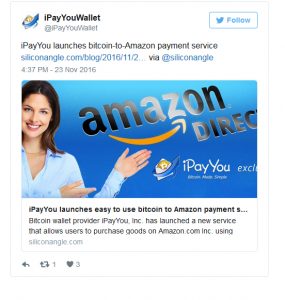 iPayYouWallet
@iPayYouWallet
Follow
iPayYou launches bitcoin-to-Amazon payment service
siliconangle.com/blog/2016/11/2… via @siliconangle
4:37 PM - 23 Nov 2016
amazon
DIREC
iPayYou
Bitcoin. Made. Simple.
exclu
iPayYou launches easy to use bitcoin to Amazon payment s...
Bitcoin wallet provider iPayYou, Inc. has launched a new service
that allows users to purchase goods on Amazon.com Inc. using
siliconangle.com
1
3